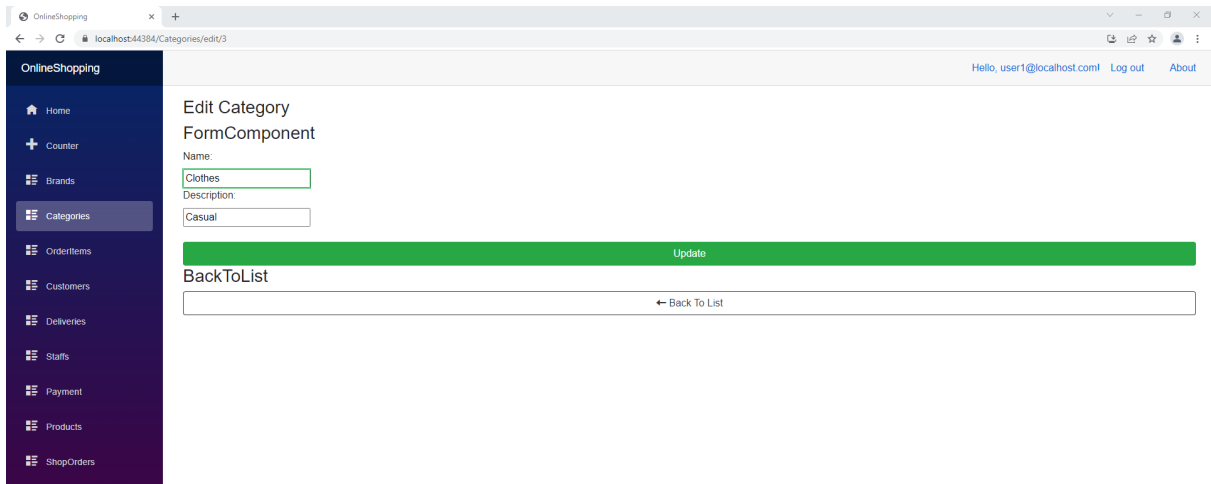 OnlineShopping
localhost:44384/Categories/edit/3
OnlineShopping
Hello, user1@localhost.com! Log out About
Home
Counter
Brands
Categories
OrderItems
Customers
Deliveries
Staffs
Payment
Products
ShopOrders
Edit Category
FormComponent
Name:
Clothes
Description:
Casual
Update
BackToList
Back To List